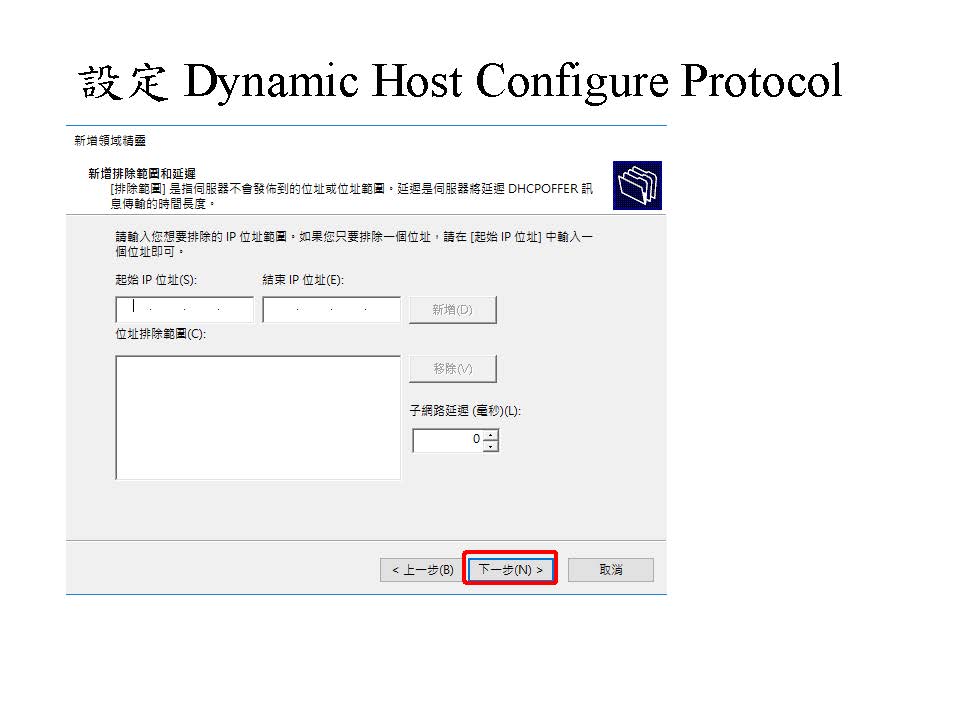 設定 Dynamic Host Configure Protocol
新增領域精靈
新增排除範圍和延遲
[排除範圍] 是指伺服器不會發佈到的位址或位址範圍。延遲是伺服器將延遲 DHCPOFFER 訊
息傳輸的時間長度。
請輸入您想要排除的 IP 位址範圍。如果您只要排除一個位址，請在 [起始 IP 位址] 中輸入一
個位址即可。
起始 IP 位址(S):
結束 IP 位址(E):
. . .
. . .
新增(D)
位址排除範圍(C):
移除(V)
子網路延遲 (毫秒)(L):
0
< 上一步(B)
下一步(N) >
取消